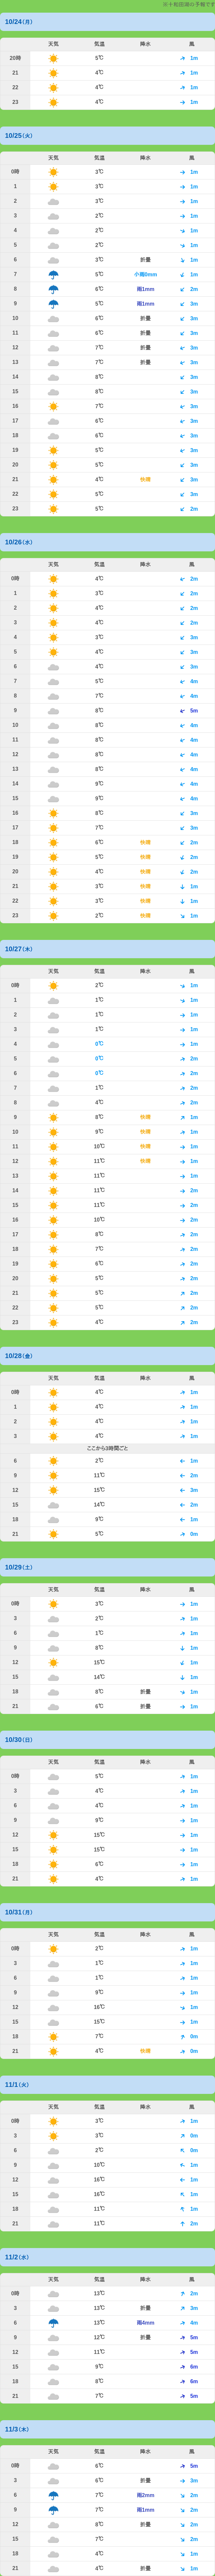 ※十和田湖の予報です
10/24(月)
天気 気温 降水 風
20時 5℃ 1m
21 4℃ 1m
22 4℃ 1m
23 4℃ 1m
10/25(火)
天気 気温 降水 風
0時 3℃ 1m
1 3℃ 1m
2 3℃ 1m
3 2℃ 1m
4 2℃ 1m
5 2℃ 1m
6 3℃ 折曇 1m
7 5℃ 小雨0mm 1m
8 6℃ 雨1mm 2m
9 5℃ 雨1mm 3m
10 6℃ 折曇 3m
11 6℃ 折曇 3m
12 7℃ 折曇 3m
13 7℃ 折曇 3m
14 8℃ 3m
15 8℃ 3m
16 7℃ 3m
17 6℃ 3m
18 6℃ 3m
19 5℃ 3m
20 5℃ 3m
21 4℃ 快晴 3m
22 5℃ 3m
23 5℃ 2m
10/26(水)
天気 気温 降水 風
0時 4℃ 2m
1 3℃ 2m
2 4℃ 2m
3 4℃ 2m
4 3℃ 3m
5 4℃ 3m
6 4℃ 3m
7 5℃ 4m
8 7℃ 4m
9 8℃ 5m
10 8℃ 4m
11 8℃ 4m
12 8℃ 4m
13 8℃ 4m
14 9℃ 4m
15 9℃ 4m
16 8℃ 3m
17 7℃ 3m
18 6℃ 快晴 2m
19 5℃ 快晴 2m
20 4℃ 快晴 2m
21 3℃ 快晴 1m
22 3℃ 快晴 1m
23 2℃ 快晴 1m
10/27(木)
天気 気温 降水 風
0時 2℃ 1m
1 1℃ 1m
2 1℃ 1m
3 1℃ 1m
4 0℃ 1m
5 0℃ 2m
6 0℃ 2m
7 1℃ 2m
8 4℃ 2m
9 8℃ 快晴 1m
10 9℃ 快晴 1m
11 10℃ 快晴 1m
12 11℃ 快晴 1m
13 11℃ 1m
14 11℃ 2m
15 11℃ 2m
16 10℃ 2m
17 8℃ 2m
18 7℃ 2m
19 6℃ 2m
20 5℃ 2m
21 5℃ 2m
22 5℃ 2m
23 4℃ 2m
10/28(金)
天気 気温 降水 風
0時 4℃ 1m
1 4℃ 1m
2 4℃ 1m
3 4℃ 1m
ここから3時間ごと
6 2℃ 1m
9 11℃ 2m
12 15℃ 3m
15 14℃ 2m
18 9℃ 1m
21 5℃ 0m
10/29(土)
天気 気温 降水 風
0時 3℃ 1m
3 2℃ 1m
6 1℃ 1m
9 8℃ 1m
12 15℃ 1m
15 14℃ 1m
18 8℃ 折曇 1m
21 6℃ 折曇 1m
10/30(日)
天気 気温 降水 風
0時 5℃ 1m
3 4℃ 1m
6 4℃ 1m
9 9℃ 1m
12 15℃ 1m
15 15℃ 1m
18 6℃ 1m
21 4℃ 1m
10/31(月)
天気 気温 降水 風
0時 2℃ 1m
3 1℃ 1m
6 1℃ 1m
9 9℃ 1m
12 16℃ 1m
15 15℃ 1m
18 7℃ 0m
21 4℃ 快晴 0m
11/1(火)
天気 気温 降水 風
0時 3℃ 1m
3 3℃ 0m
6 2℃ 0m
9 10℃ 1m
12 16℃ 1m
15 16℃ 1m
18 11℃ 1m
21 11℃ 2m
11/2(水)
天気 気温 降水 風
0時 13℃ 2m
3 13℃ 折曇 3m
6 13℃ 雨4mm 4m
9 12℃ 折曇 5m
12 11℃ 5m
15 9℃ 6m
18 8℃ 6m
21 7℃ 5m
11/3(木)
天気 気温 降水 風
0時 6℃ 5m
3 6℃ 折曇 3m
6 7℃ 雨2mm 2m
9 7℃ 雨1mm 2m
12 8℃ 折曇 2m
15 7℃ 2m
18 4℃ 1m
21 4℃ 折曇 1m